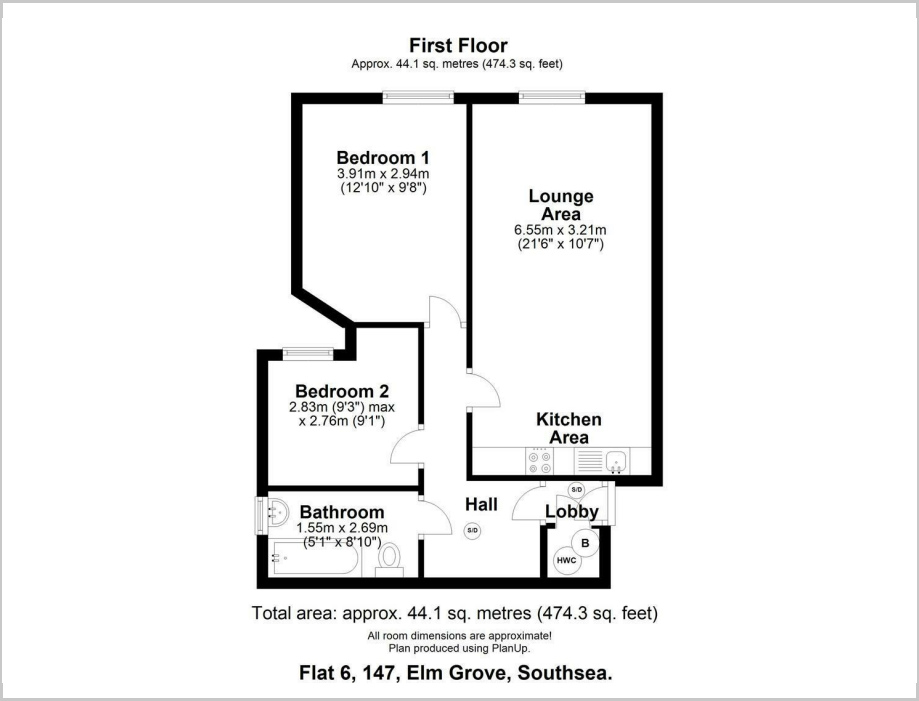 First Floor
Approx. 44.1 sq. metres (474.3 sq. feet)
Bedroom 1
3.91m x 2.94m
(12'10" x 9'8")
Lounge
Area
6.55m x 3.21m
(21'6" x 10'7")
Bedroom 2
2.83m (9'3") max
x 2.76m (9'1")
Kitchen
Area
Hall
S/D
Lobby
S/D
Bathroom
1.55m x 2.69m
(5'1" x 8'10")
B
HWC
Total area: approx. 44.1 sq. metres (474.3 sq. feet)
All room dimensions are approximate!
Plan produced using PlanUp.
Flat 6, 147, Elm Grove, Southsea.